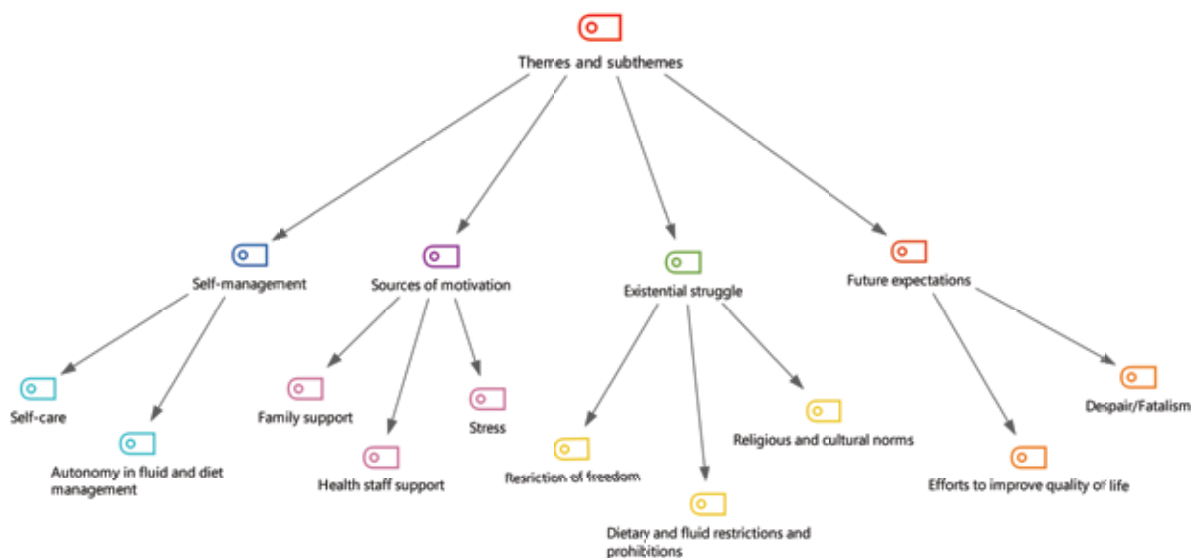 Themes and subthemes
Self-management
Sources of motivation
Existential struggle
Future expectations
Self-care
Autonomy in fluid and diet
management
Family support
Health staff support
Stress
Resriction of freedom
Dietary and fluid restrictions and
prohibitions
Religious and cultural norms
Efforts to improve quality of life
Despair/Fatalism